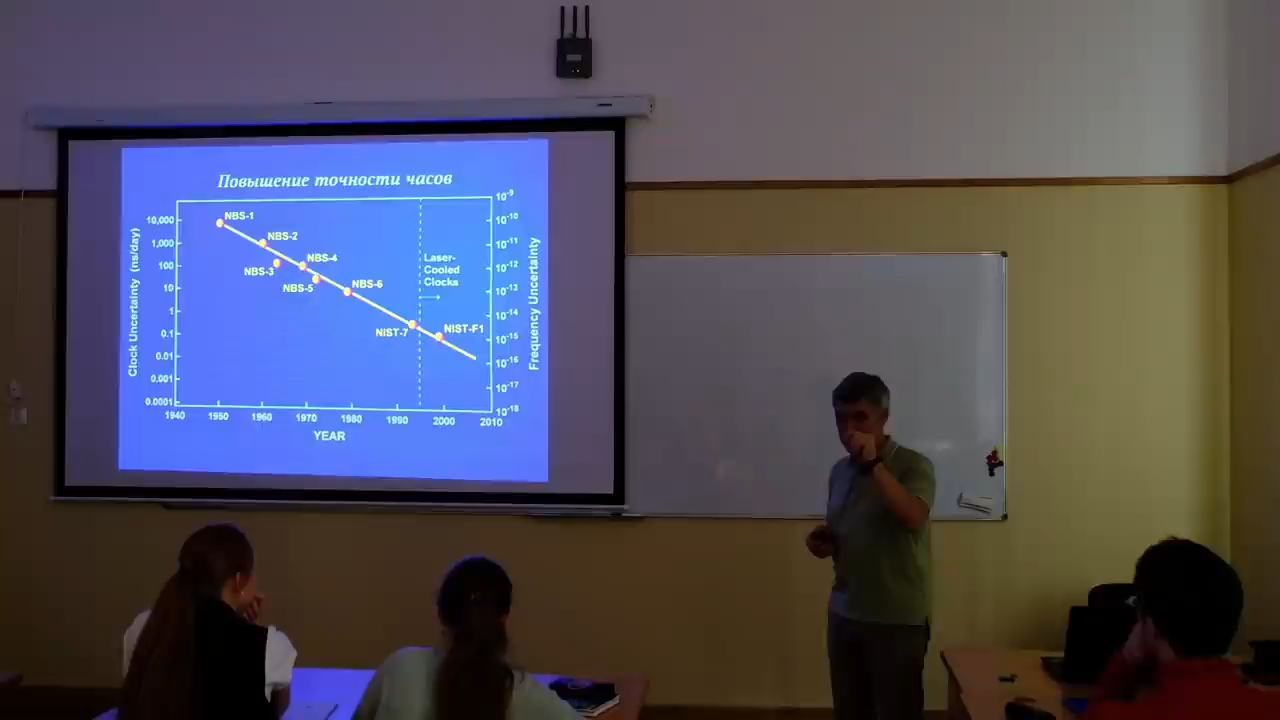 Повышение точности часов
Clock Uncertainty (ns/day)
10,000
1,000
100
10
1
0.1
0.01
0.001
0.0001
NBS-1
NBS-2
NBS-3
NBS-4
NBS-5
NBS-6
NIST-7
NIST-F1
Laser-
Cooled
Clocks
10-9
10-10
10-11
10-12
10-13
10-14
10-15
10-16
10-17
10-18
Frequency Uncertainty
1940 1950 1960 1970 1980 1990 2000 2010
YEAR